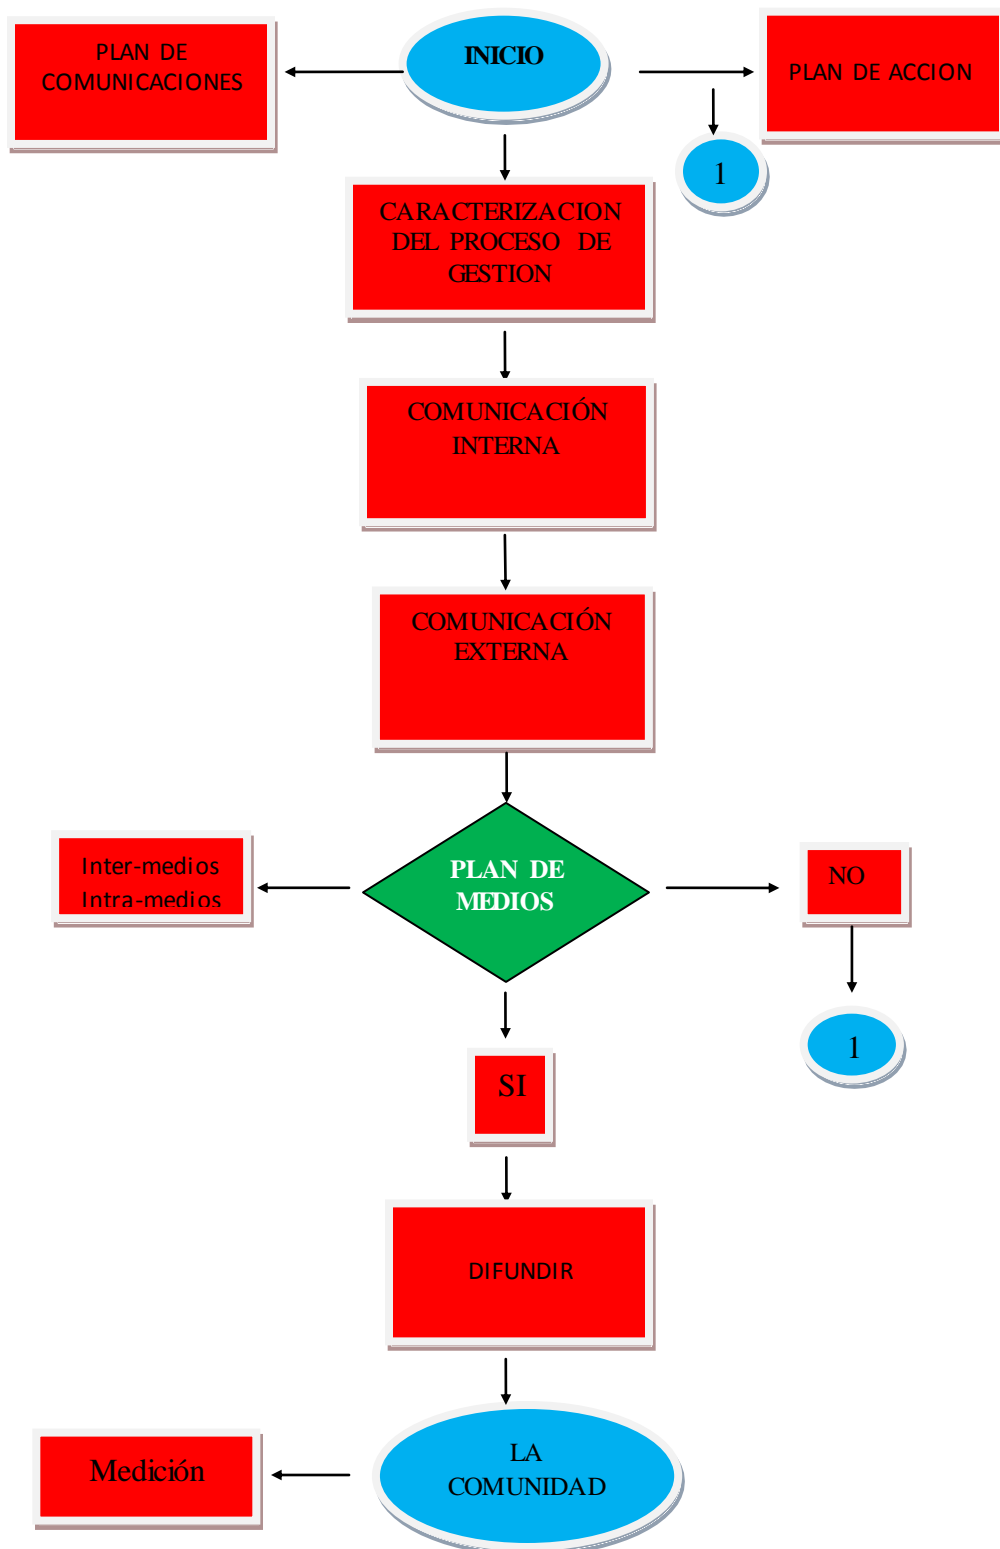 PLAN DE
COMUNICACIONES
INICIO
PLAN DE ACCION
1
CARACTERIZACION
DEL PROCESO DE
GESTION
COMUNICACIÓN
INTERNA
COMUNICACIÓN
EXTERNA
PLAN DE
MEDIOS
Inter-medios
Intra-medios
NO
1
SI
DIFUNDIR
LA
COMUNIDAD
Medición